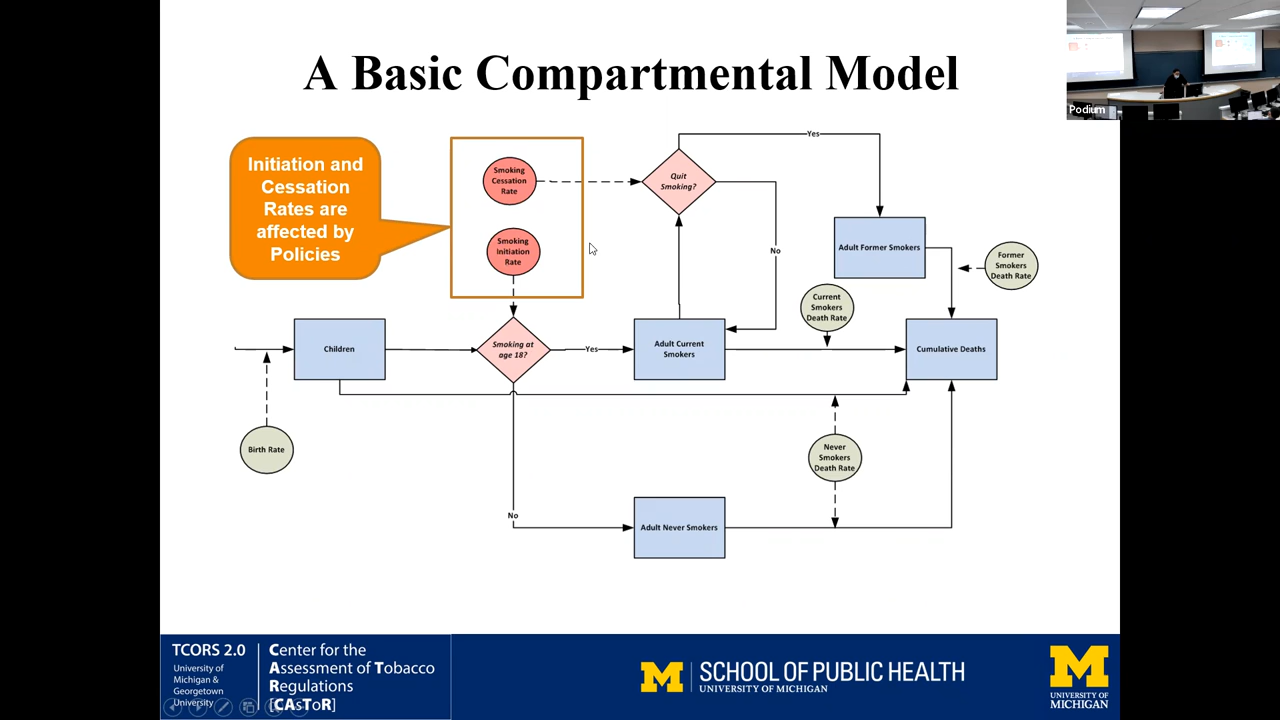 A Basic Compartmental Model
Podium
Initiation and
Cessation
Rates are
affected by
Policies
Smoking
Cessation
Rate
Smoking
Initiation
Rate
Quit
Smoking?
Yes
No
Adult Former Smokers
Former
Smokers
Death Rate
Current
Smokers
Death Rate
Children
Smoking at
age 18?
Yes
Adult Current
Smokers
Cumulative Deaths
Birth Rate
Never
Smokers
Death Rate
No
Adult Never Smokers
TCORS 2.0
University of
Michigan &
Georgetown
University
Center for the
Assessment of Tobacco
Regulations
[CAsToR]
M SCHOOL OF PUBLIC HEALTH
UNIVERSITY OF MICHIGAN
M
UNIVERSITY OF
MICHIGAN